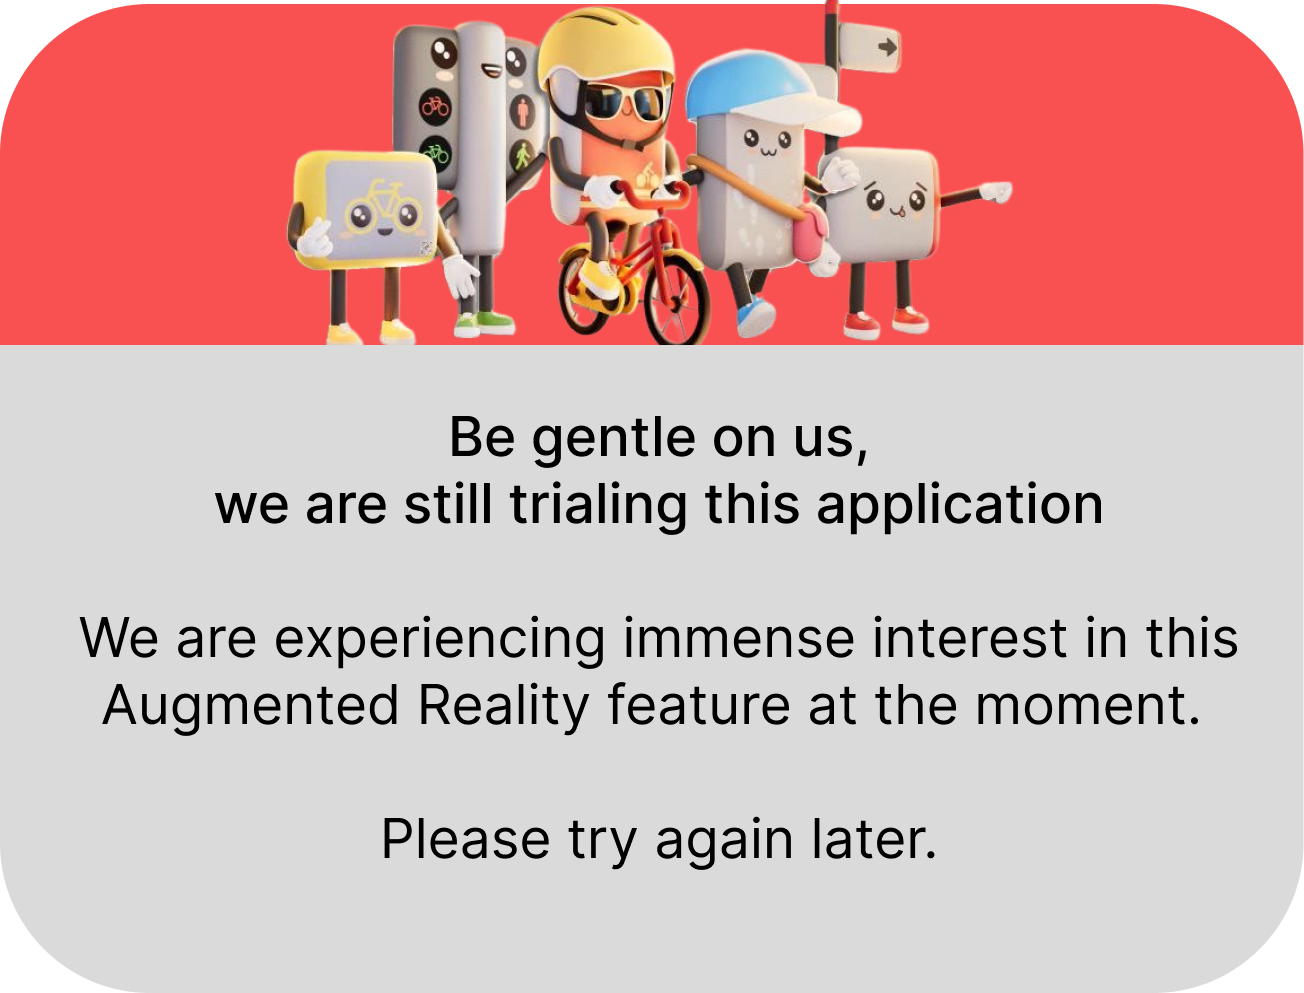 Be gentle on us,
we are still trialing this application
We are experiencing immense interest in this
Augmented Reality feature at the moment.
Please try again later.